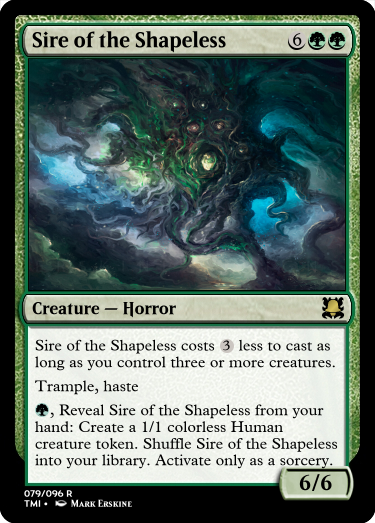 Sire of the Shapeless 6
Creature — Horror
Sire of the Shapeless costs 3 less to cast as
long as you control three or more creatures.
Trample, haste
, Reveal Sire of the Shapeless from your
hand: Create a 1/1 colorless Human
creature token. Shuffle Sire of the Shapeless
into your library. Activate only as a sorcery.
6/6
079/096 R
TMI • Mark Erskine